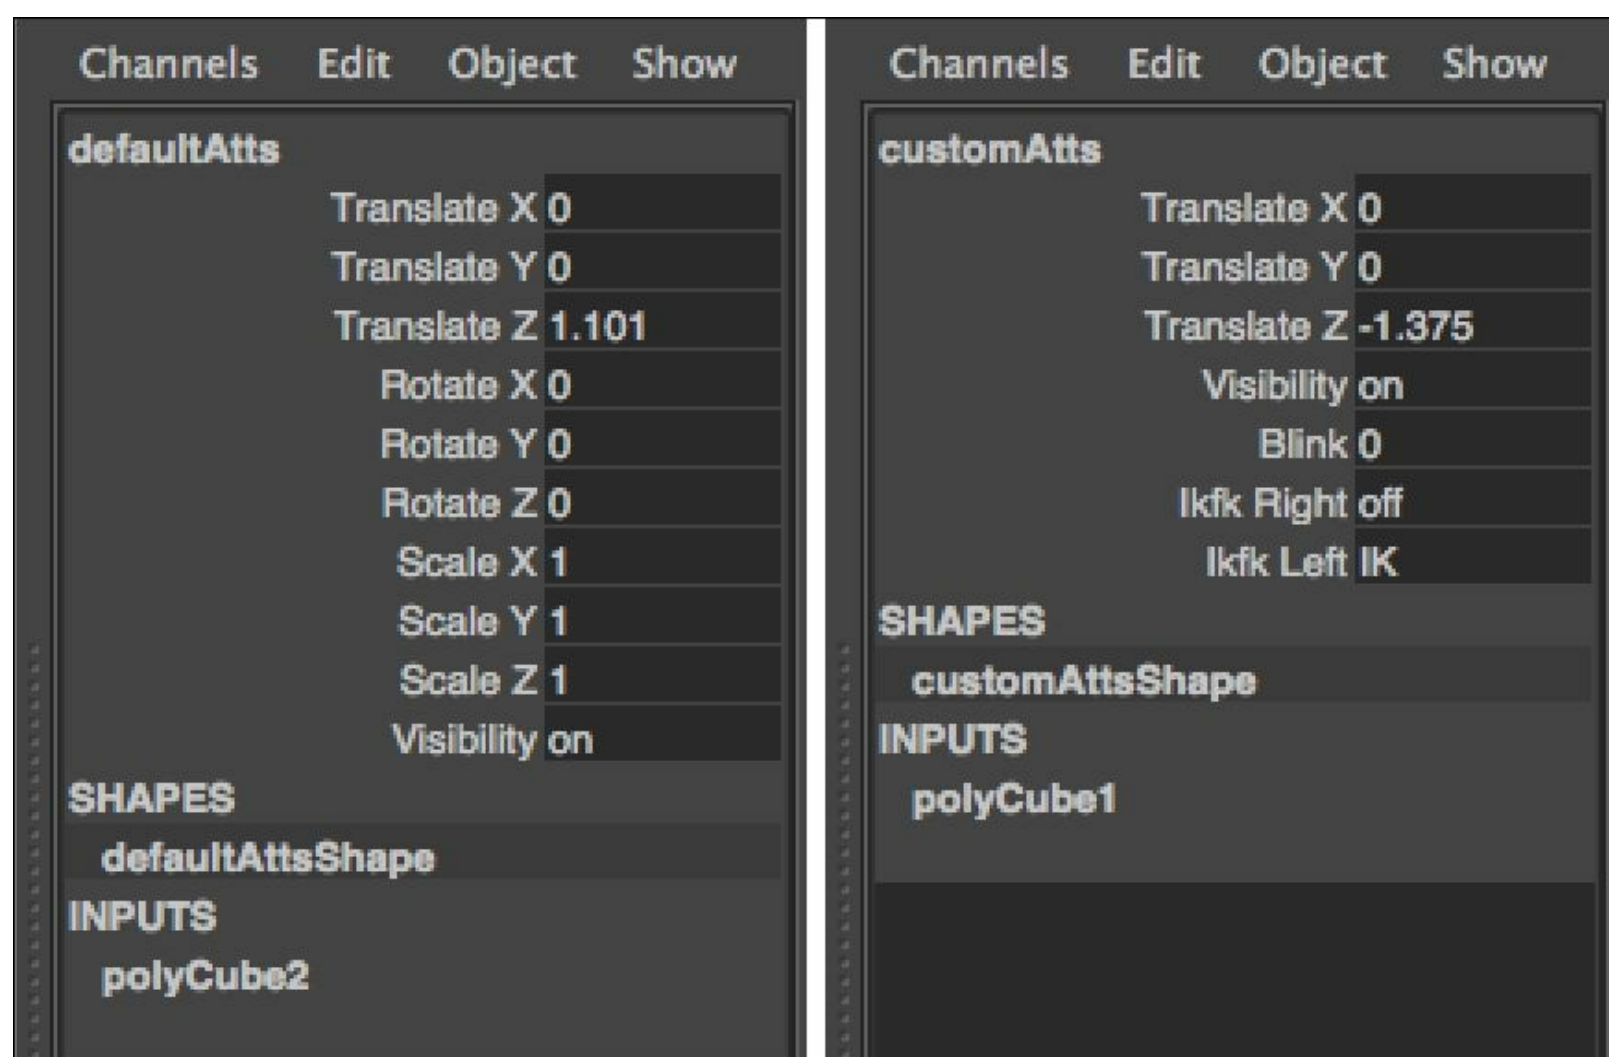 Channels Edit Object Show
defaultAtts
Translate X 0
Translate Y 0
Translate Z 1.101
Rotate X 0
Rotate Y 0
Rotate Z 0
Scale X 1
Scale Y 1
Scale Z 1
Visibility on
SHAPES
defaultAttsShape
INPUTS
polyCube2
Channels Edit Object Show
customAtts
Translate X 0
Translate Y 0
Translate Z -1.375
Visibility on
Blink 0
Ikfk Right off
Ikfk Left IK
SHAPES
customAttsShape
INPUTS
polyCube1